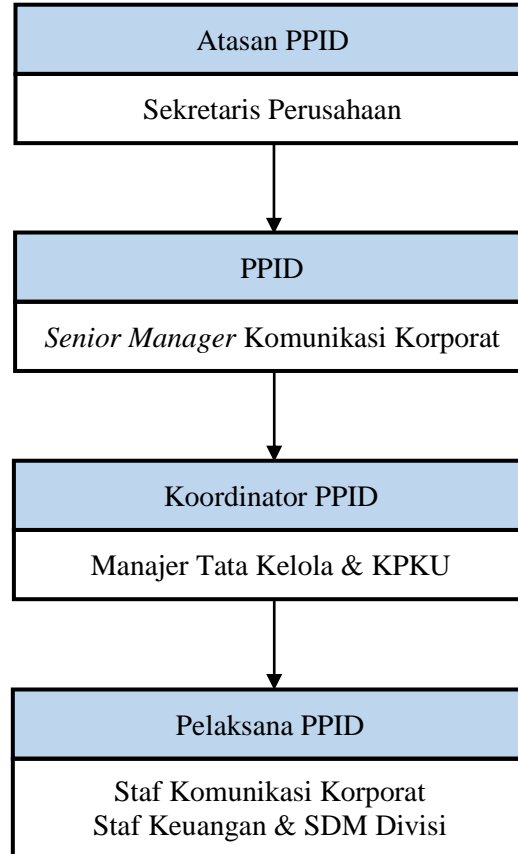 Atasan PPID
Sekretaris Perusahaan
PPID
Senior Manager Komunikasi Korporat
Koordinator PPID
Manajer Tata Kelola & KPKU
Pelaksana PPID
Staf Komunikasi Korporat
Staf Keuangan & SDM Divisi